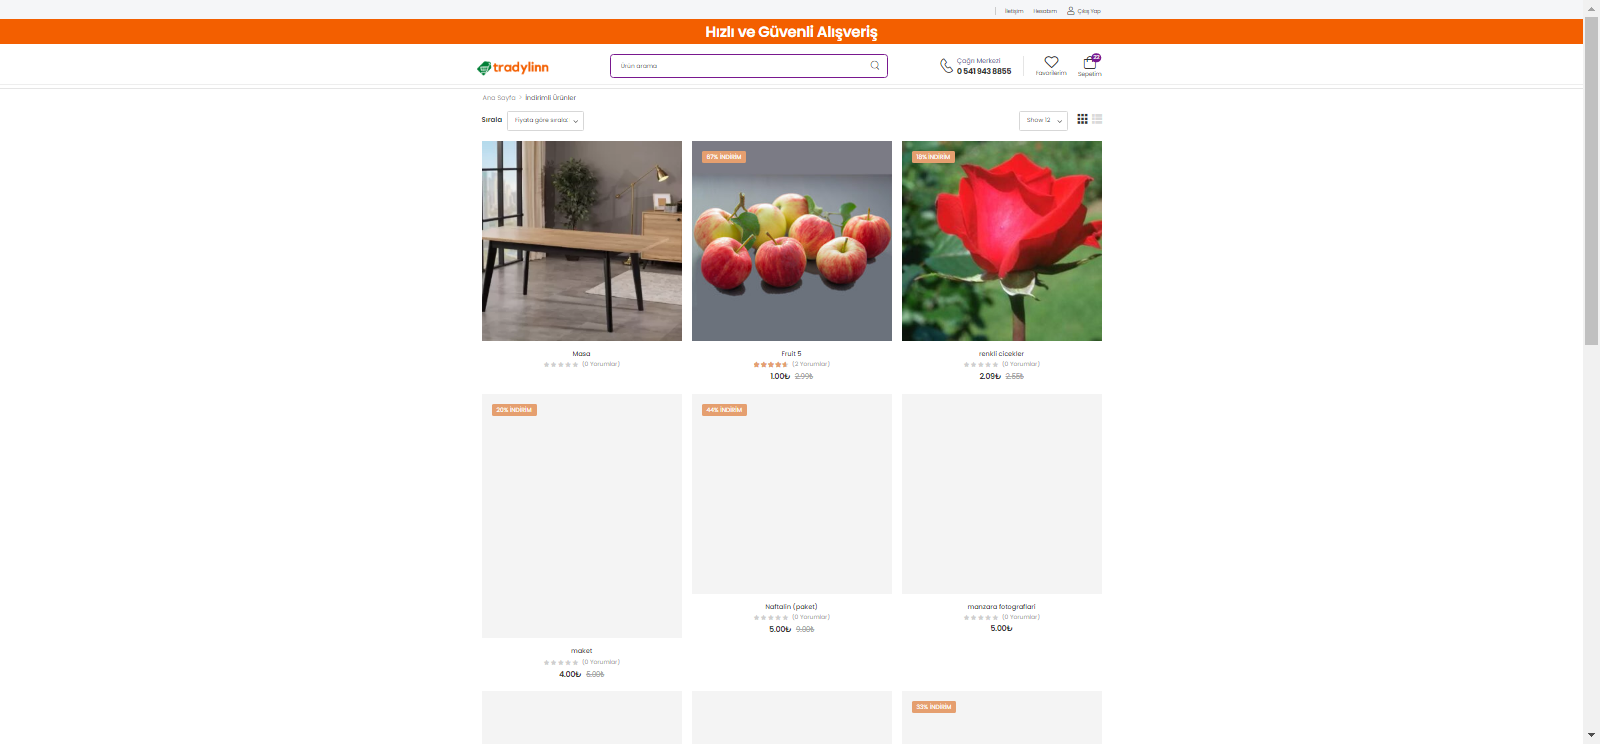 İletişim Hesabım Çıkış Yap
Hızlı ve Güvenli Alışveriş
tradylinn
Ürün arama
Çağrı Merkezi
0 541 943 8855
Favorilerim
22
Sepetim
Ana Sayfa > İndirimli Ürünler
Sırala Fiyata göre sırala: Show 12
67% İNDİRİM 18% İNDİRİM
Masa Fruit 5 renkli cicekler
(0 Yorumlar) (2 Yorumlar) (0 Yorumlar)
1.00₺ 2.99₺ 2.09₺ 2.55₺
20% İNDİRİM 44% İNDİRİM
Naftalin (paket) manzara fotograflari
(0 Yorumlar) (0 Yorumlar)
5.00₺ 9.00₺ 5.00₺
maket
(0 Yorumlar)
4.00₺ 5.00₺
33% İNDİRİM